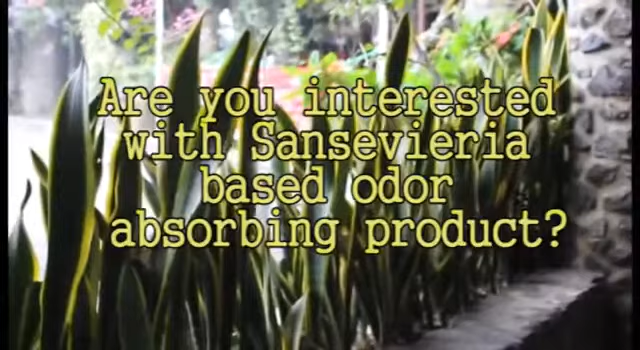 Are you interested
with Sansevieria
based odor
absorbing product?